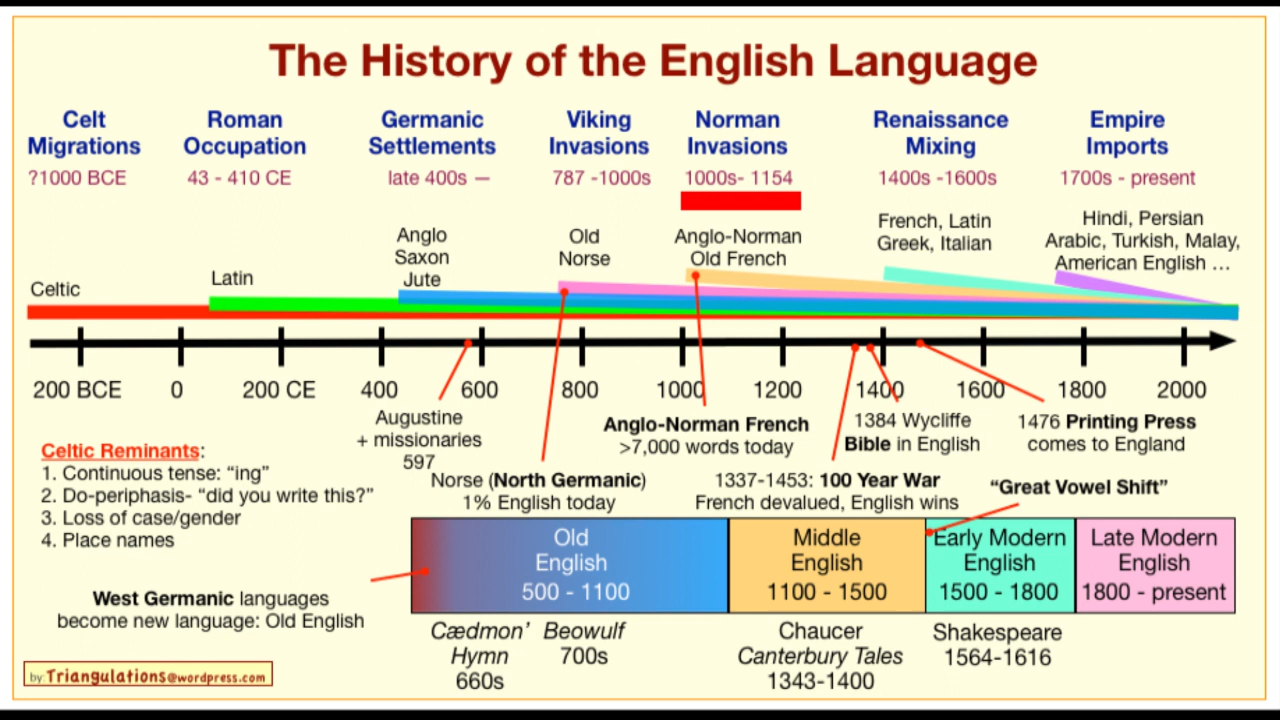 The History of the English Language
Celt
Migrations
?1000 BCE
Roman
Occupation
43 - 410 CE
Germanic
Settlements
late 400s —
Viking
Invasions
787 -1000s
Norman
Invasions
1000s- 1154
Renaissance
Mixing
1400s -1600s
Empire
Imports
1700s - present
Celtic
Latin
Anglo
Saxon
Jute
Old
Norse
Anglo-Norman
Old French
French, Latin
Greek, Italian
Hindi, Persian
Arabic, Turkish, Malay,
American English ...
200 BCE 0 200 CE 400 600 800 1000 1200 1400 1600 1800 2000
Augustine
+ missionaries
597
Norse (North Germanic)
1% English today
Anglo-Norman French
>7,000 words today
1337-1453: 100 Year War
French devalued, English wins
1384 Wycliffe
Bible in English
1476 Printing Press
comes to England
"Great Vowel Shift"
Celtic Reminants:
1. Continuous tense: "ing"
2. Do-periphasis- "did you write this?"
3. Loss of case/gender
4. Place names
West Germanic languages
become new language: Old English
Old
English
500 - 1100
Middle
English
1100 - 1500
Early Modern
English
1500 - 1800
Late Modern
English
1800 - present
Cædmon'
Hymn
660s
Beowulf
700s
Chaucer
Canterbury Tales
1343-1400
Shakespeare
1564-1616
by: Triangulations@wordpress.com